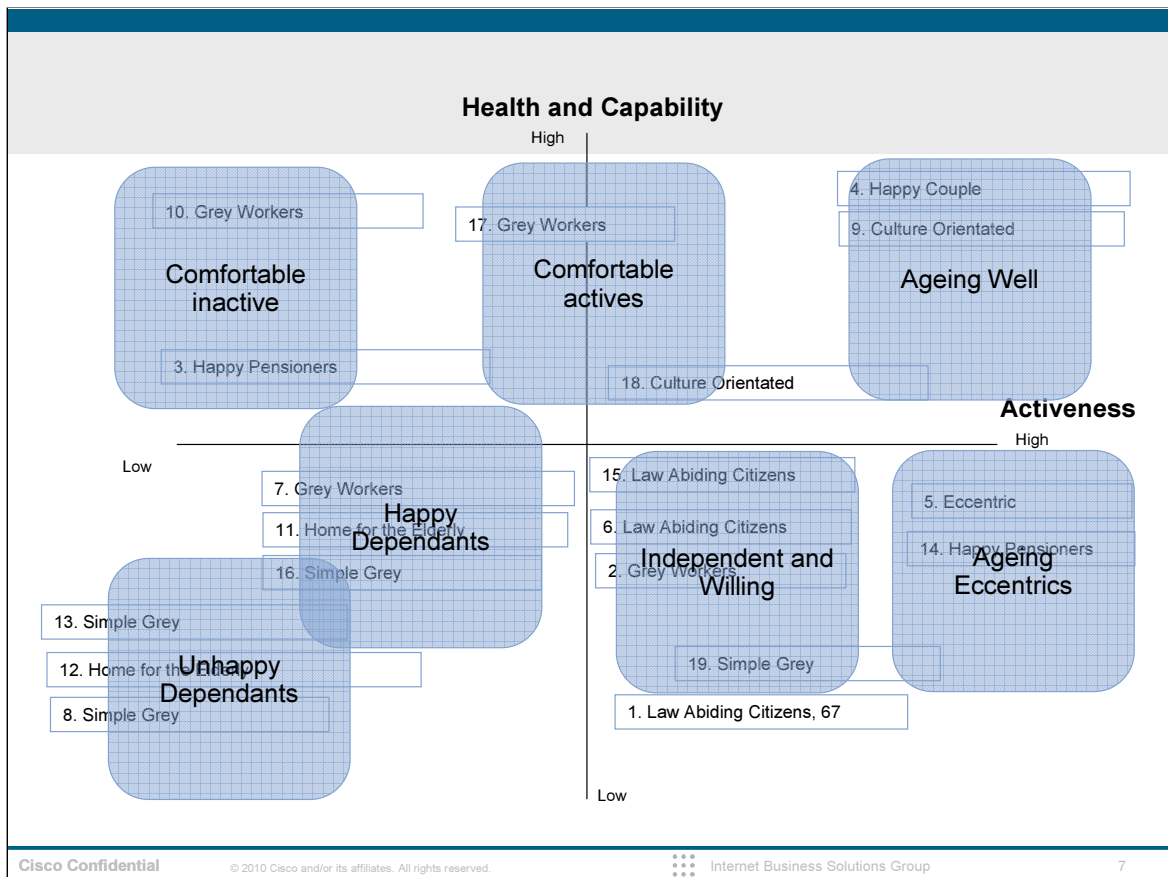 Health and Capability
High
10. Grey Workers
17. Grey Workers
4. Happy Couple
9. Culture Orientated
Comfortable
inactive
Comfortable
actives
Ageing Well
3. Happy Pensioners
18. Culture Orientated
Activeness
Low
High
7. Grey Workers
11. Home for the Elderly
16. Simple Grey
Happy
Dependants
15. Law Abiding Citizens
6. Law Abiding Citizens
2. Grey Workers
Independent and
Willing
5. Eccentric
14. Happy Pensioners
Ageing
Eccentrics
13. Simple Grey
12. Home for the Elderly
8. Simple Grey
Unhappy
Dependants
19. Simple Grey
1. Law Abiding Citizens, 67
Low
Cisco Confidential
© 2010 Cisco and/or its affiliates. All rights reserved.
Internet Business Solutions Group
7